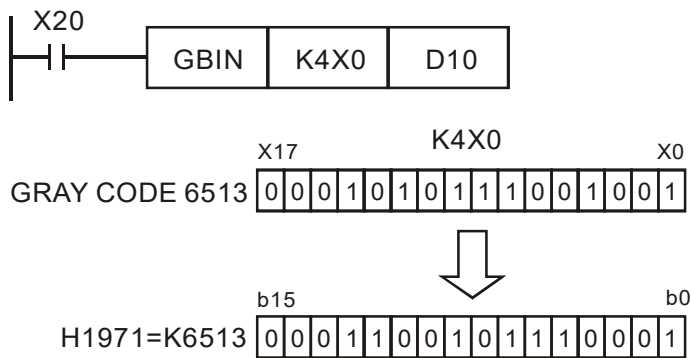 X20
GBIN K4X0 D10
K4X0
X17 X0
GRAY CODE 6513 0 0 0 1 0 1 0 1 1 1 0 0 1 0 0 1
b15 b0
H1971=K6513 0 0 0 1 1 0 0 1 0 1 1 1 0 0 0 1